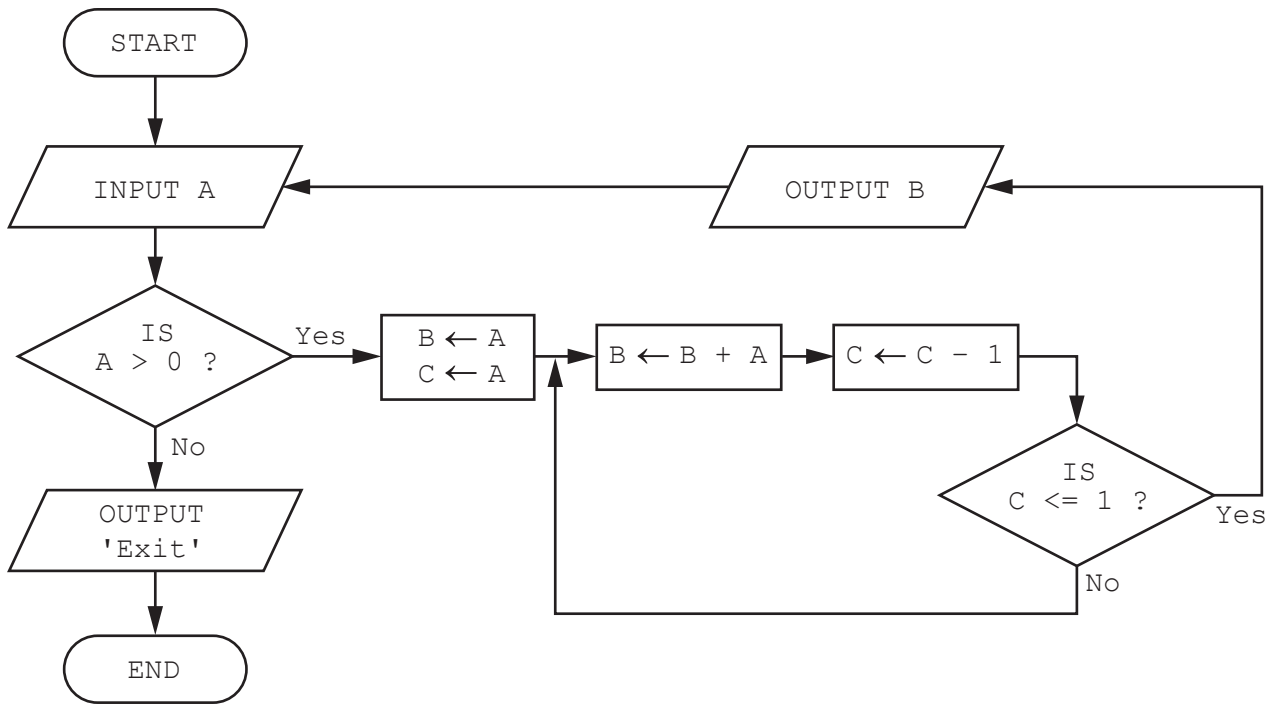 START
INPUT A
OUTPUT B
IS
A > 0 ?
Yes
B ← A
C ← A
B ← B + A
C ← C - 1
No
IS
C <= 1 ?
Yes
No
OUTPUT
'Exit'
END